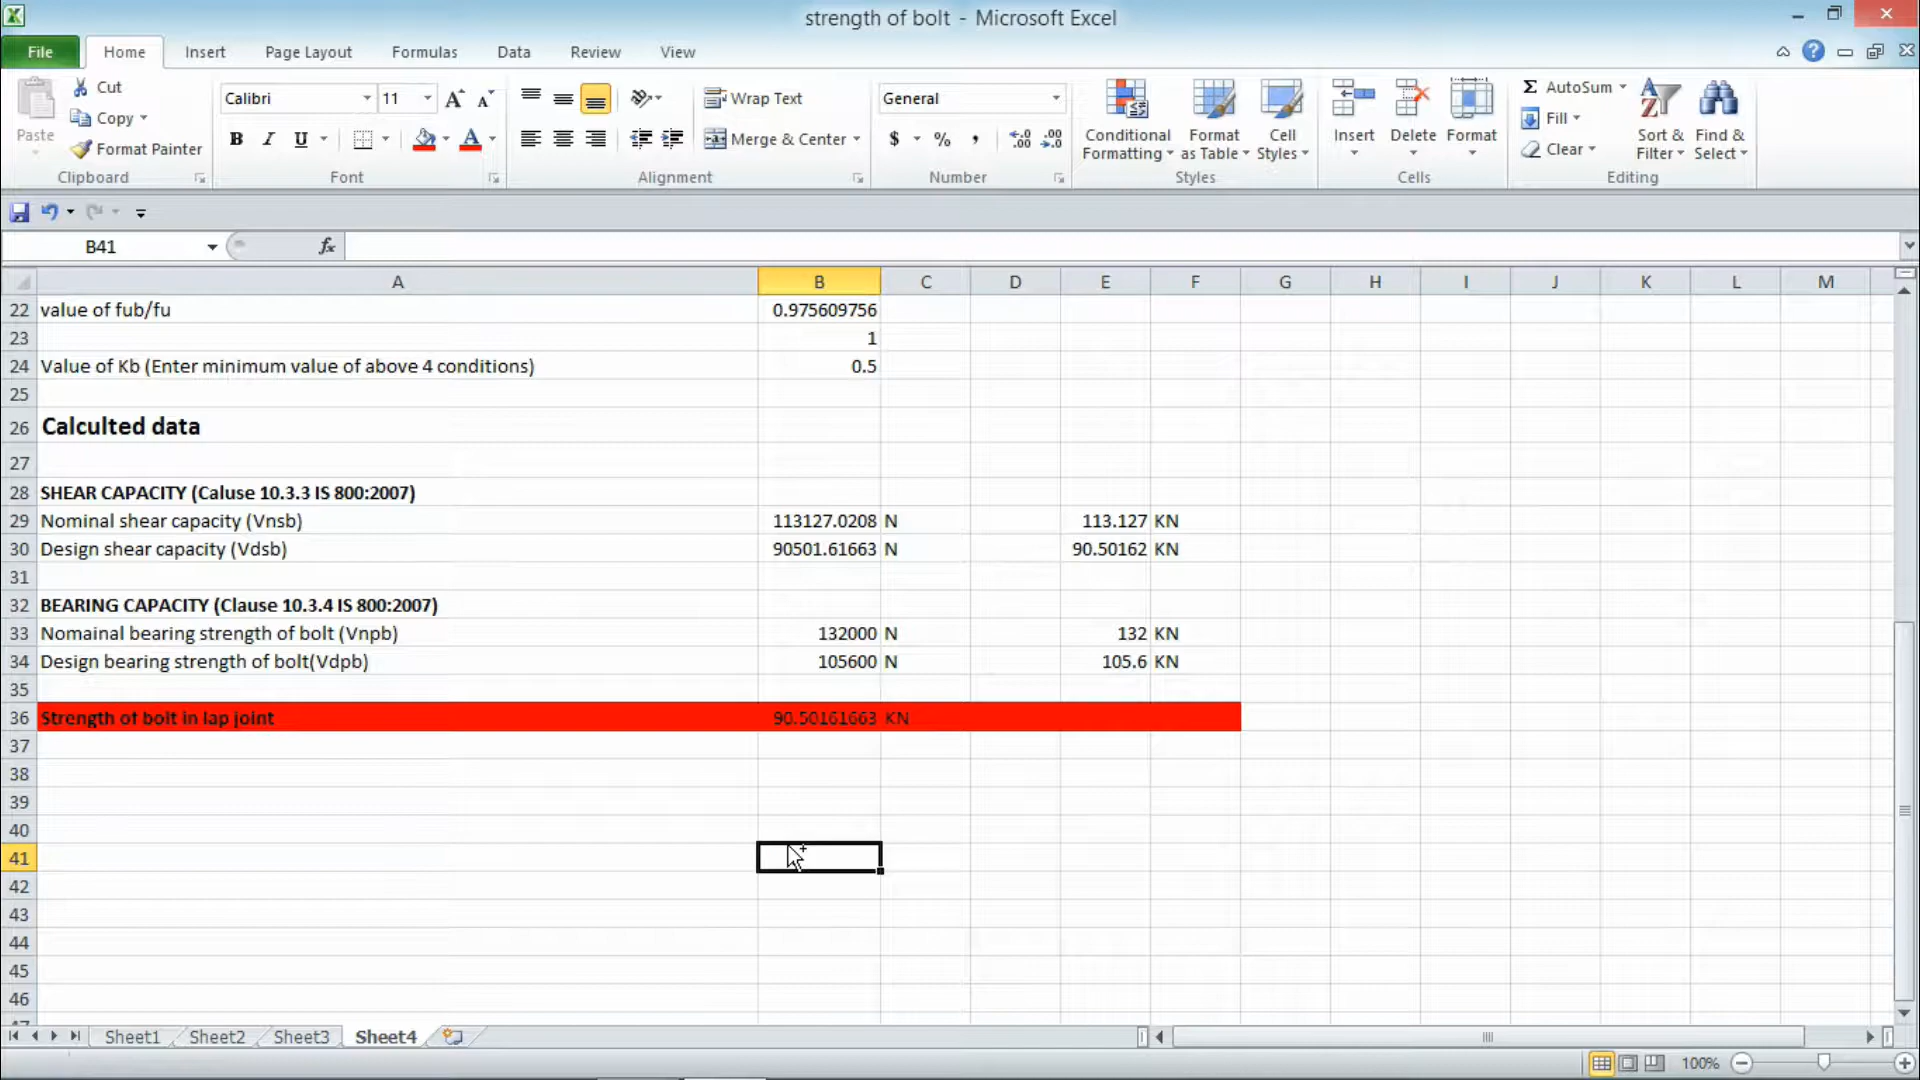 strength of bolt - Microsoft Excel
File Home Insert Page Layout Formulas Data Review View
Paste
Cut
Copy
Format Painter
Clipboard
Calibri 11
B I U
Font
Wrap Text
Merge & Center
Alignment
General
$ % ,
Number
Conditional Formatting
Format as Table
Cell Styles
Styles
Insert Delete Format
Cells
AutoSum
Fill
Clear
Sort & Filter
Find & Select
Editing
B41 fx
A B C D E F G H I J K L M
22 value of fub/fu 0.975609756
23 1
24 Value of Kb (Enter minimum value of above 4 conditions) 0.5
25
26 Calculted data
27
28 SHEAR CAPACITY (Caluse 10.3.3 IS 800:2007)
29 Nominal shear capacity (Vnsb) 113127.0208 N 113.127 KN
30 Design shear capacity (Vdsb) 90501.61663 N 90.50162 KN
31
32 BEARING CAPACITY (Clause 10.3.4 IS 800:2007)
33 Nomainal bearing strength of bolt (Vnpb) 132000 N 132 KN
34 Design bearing strength of bolt(Vdpb) 105600 N 105.6 KN
35
36 Strength of bolt in lap joint 90.50161663 KN
37
38
39
40
41
42
43
44
45
46
Sheet1 Sheet2 Sheet3 Sheet4
100%